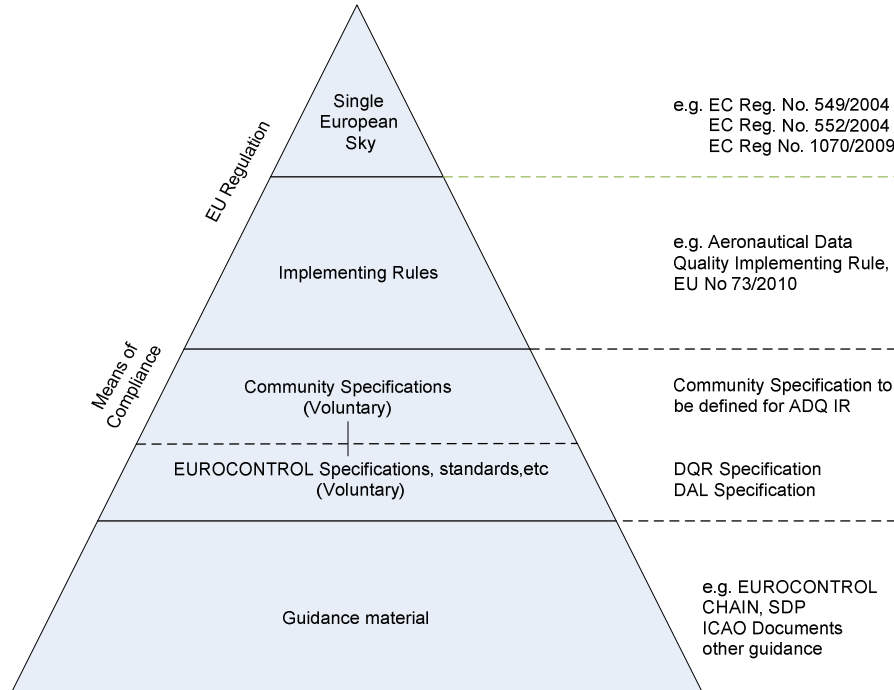 Single
European
Sky
e.g. EC Reg. No. 549/2004
EC Reg. No. 552/2004
EC Reg No. 1070/2009
EU Regulation
Implementing Rules
e.g. Aeronautical Data
Quality Implementing Rule,
EU No 73/2010
Means of
Compliance
Community Specifications
(Voluntary)
Community Specification to
be defined for ADQ IR
EUROCONTROL Specifications, standards,etc
(Voluntary)
DQR Specification
DAL Specification
Guidance material
e.g. EUROCONTROL
CHAIN, SDP
ICAO Documents
other guidance